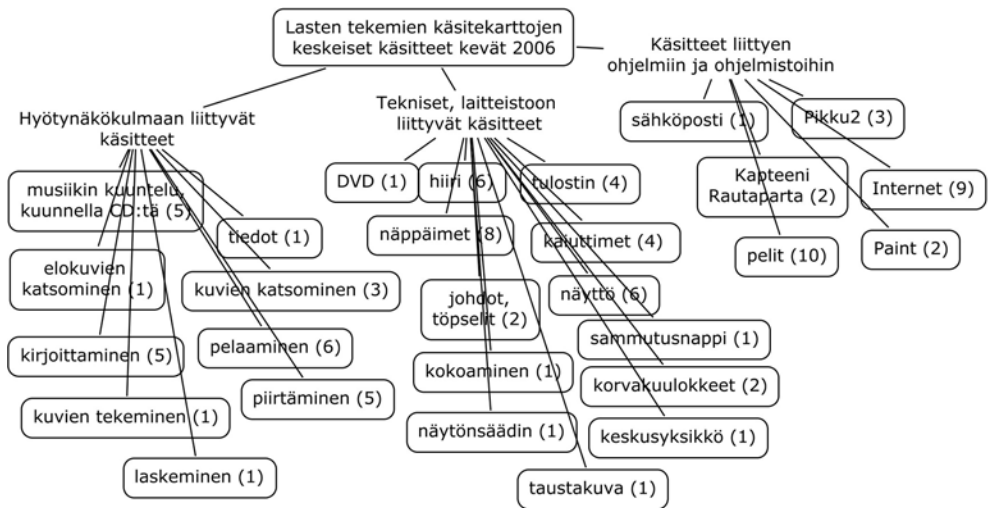 Lasten tekemien käsitekarttojen
keskeiset käsitteet kevät 2006
Hyötynäkökulmaan liittyvät
käsitteet
musiikin kuuntelu,
kuunnella CD:tä (5)
tiedot (1)
elokuvien
katsominen (1)
kuvien katsominen (3)
kirjoittaminen (5)
pelaaminen (6)
kuvien tekeminen (1)
piirtäminen (5)
laskeminen (1)
Tekniset, laitteistoon
liittyvät käsitteet
DVD (1)
hiiri (6)
tulostin (4)
näppäimet (8)
kaiuttimet (4)
johdot,
töpselit (2)
näyttö (6)
sammutusnappi (1)
kokoaminen (1)
korvakuulokkeet (2)
näytönsäädin (1)
keskusyksikkö (1)
taustakuva (1)
Käsitteet liittyen
ohjelmiin ja ohjelmistoihin
sähköposti (1)
Pikku2 (3)
Kapteeni
Rautaparta (2)
Internet (9)
pelit (10)
Paint (2)